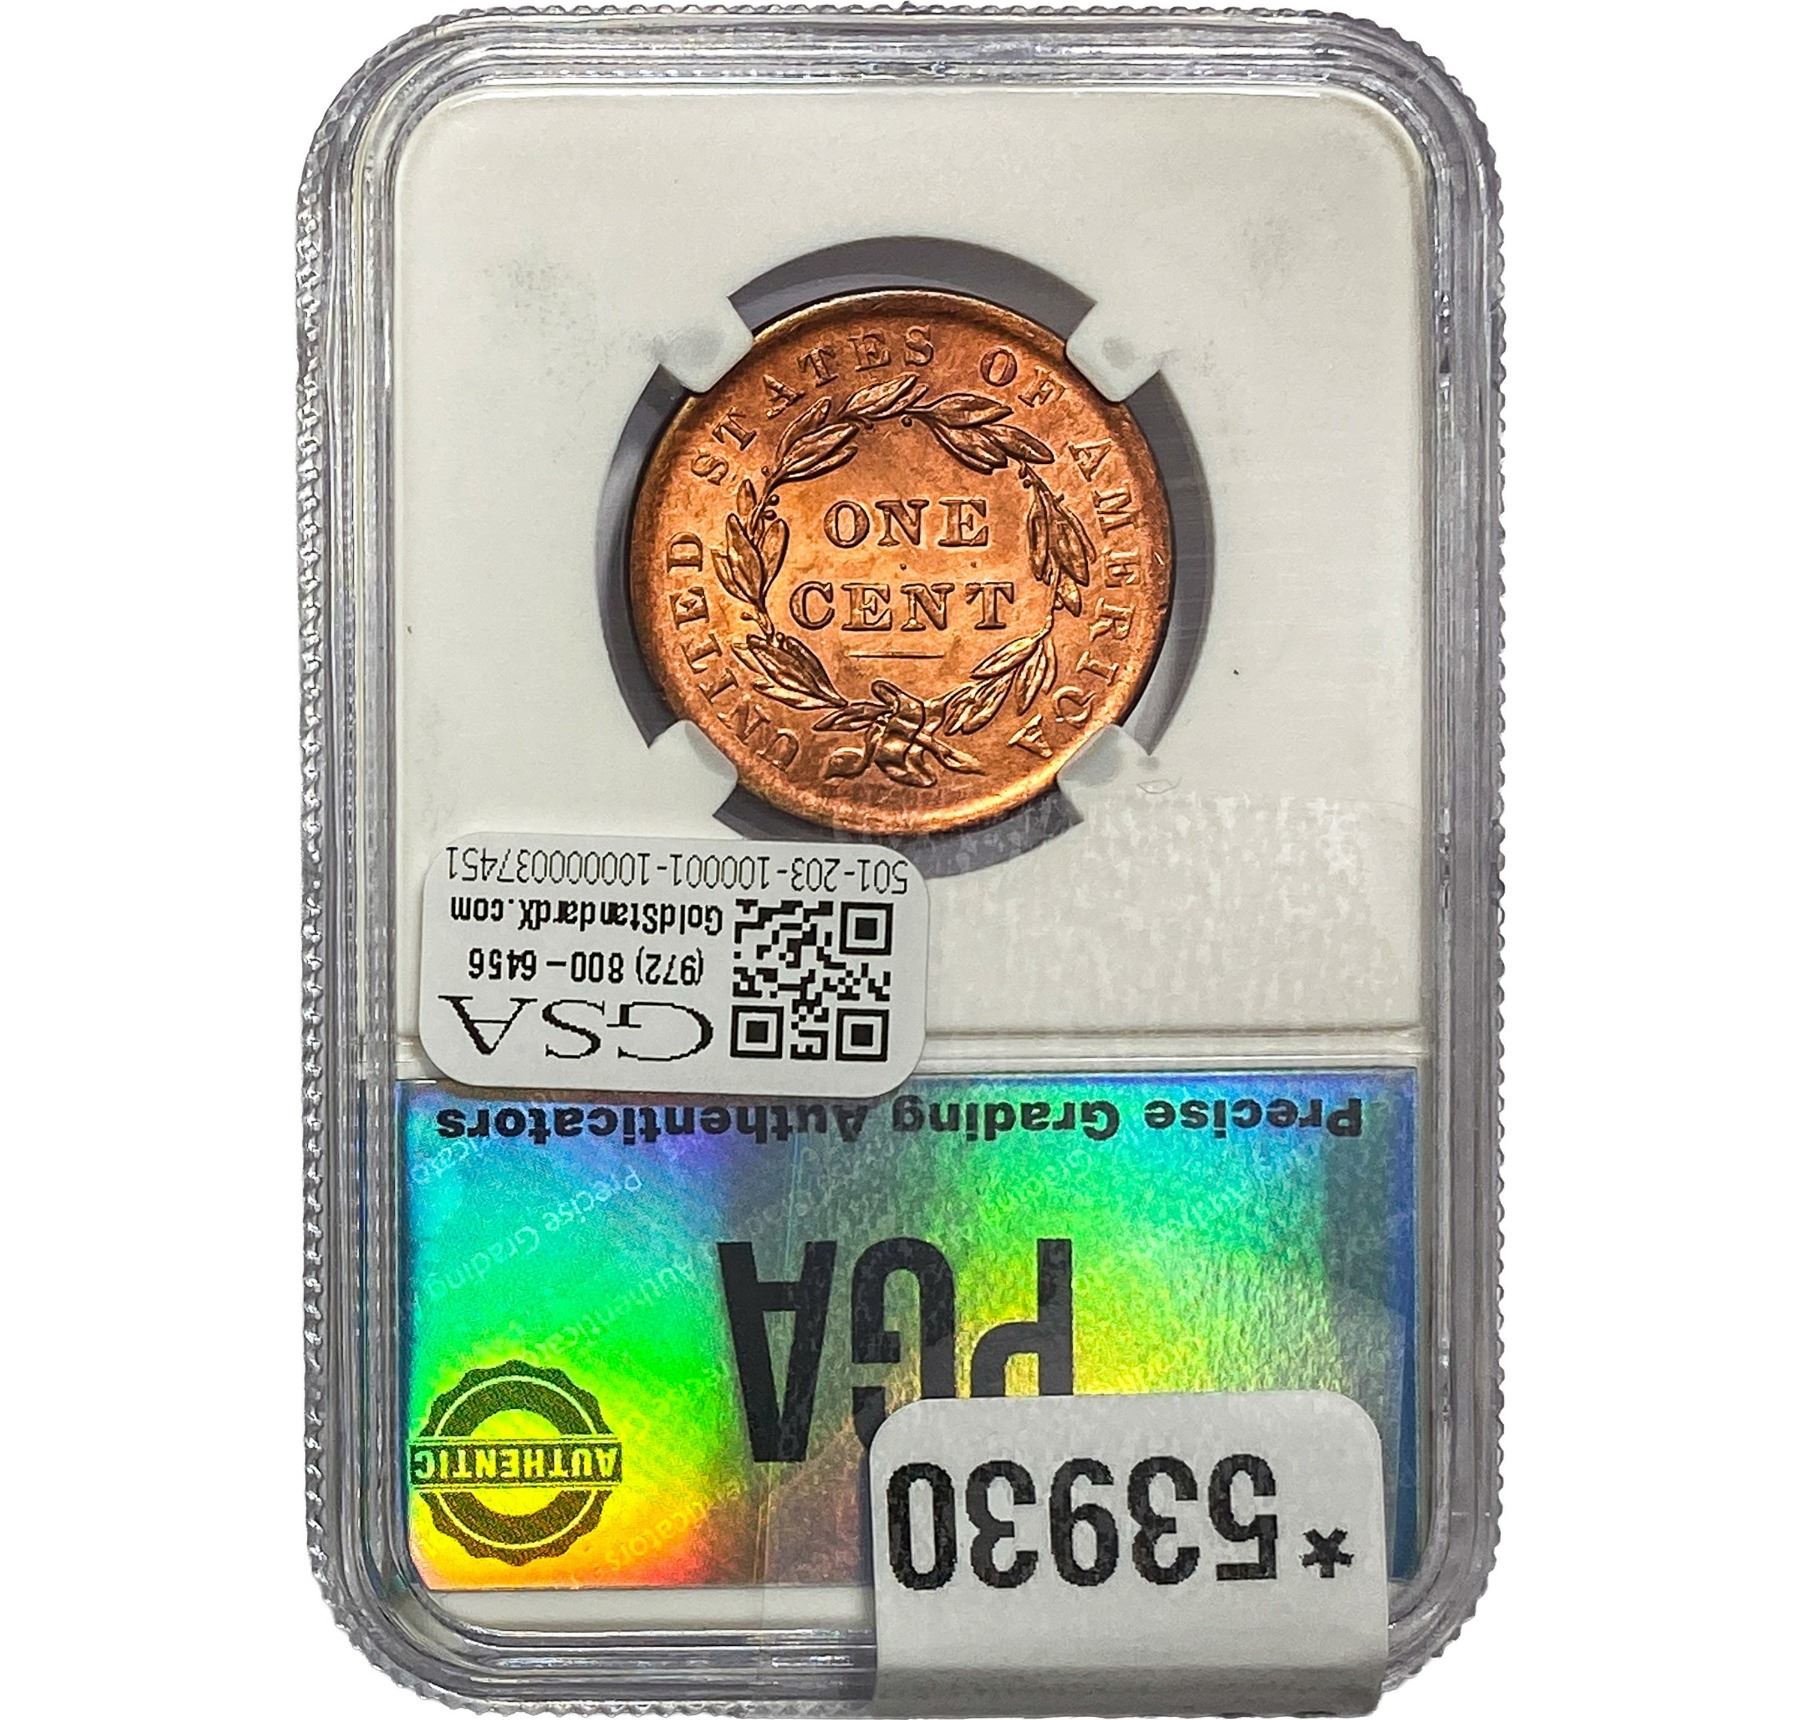 UNITED STATES OF AMERICA
ONE
CENT
501-203-100001-10000037451
GoldStandardX.com
(972) 800-6456
GSA
Precise Grading Authenticators
PGA
AUTHENTIC
*53930